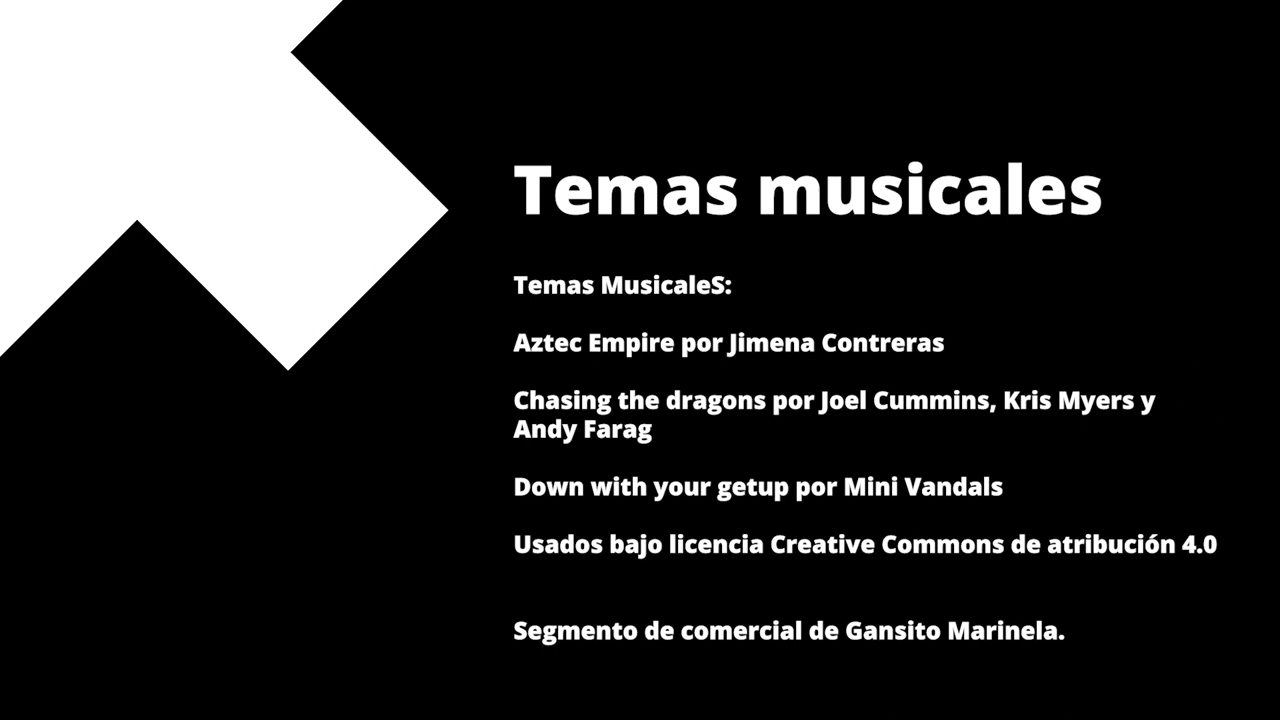 Temas musicales
Temas MusicaleS:
Aztec Empire por Jimena Contreras
Chasing the dragons por Joel Cummins, Kris Myers y
Andy Farag
Down with your getup por Mini Vandals
Usados bajo licencia Creative Commons de atribución 4.0
Segmento de comercial de Gansito Marinela.